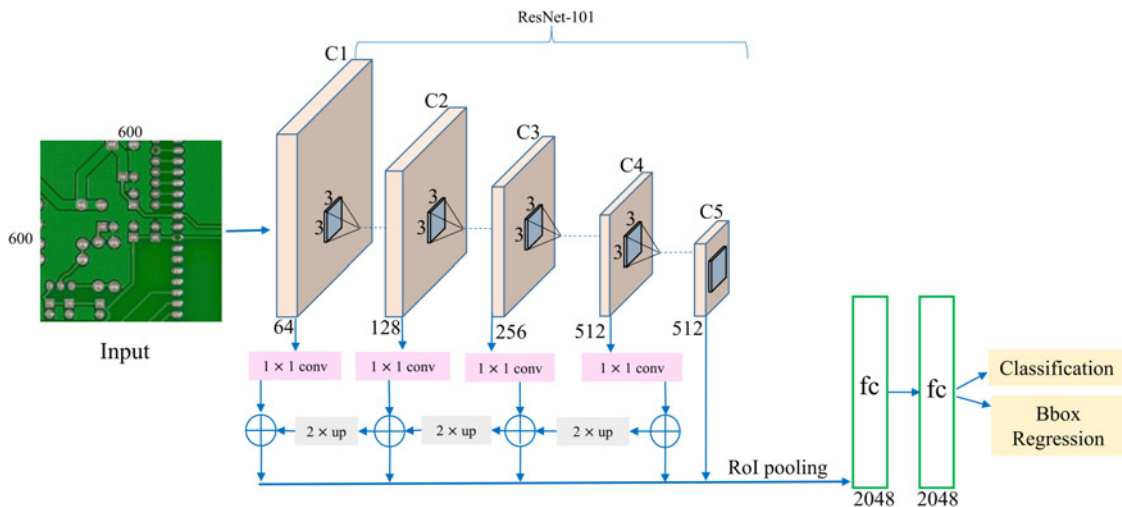 ResNet-101
C1
C2
C3
C4
C5
600
600
Input
3
3
3
3
3
3
3
3
64
128
256
512
512
1 × 1 conv
1 × 1 conv
1 × 1 conv
1 × 1 conv
2 × up
2 × up
2 × up
RoI pooling
fc
fc
2048
2048
Classification
Bbox
Regression